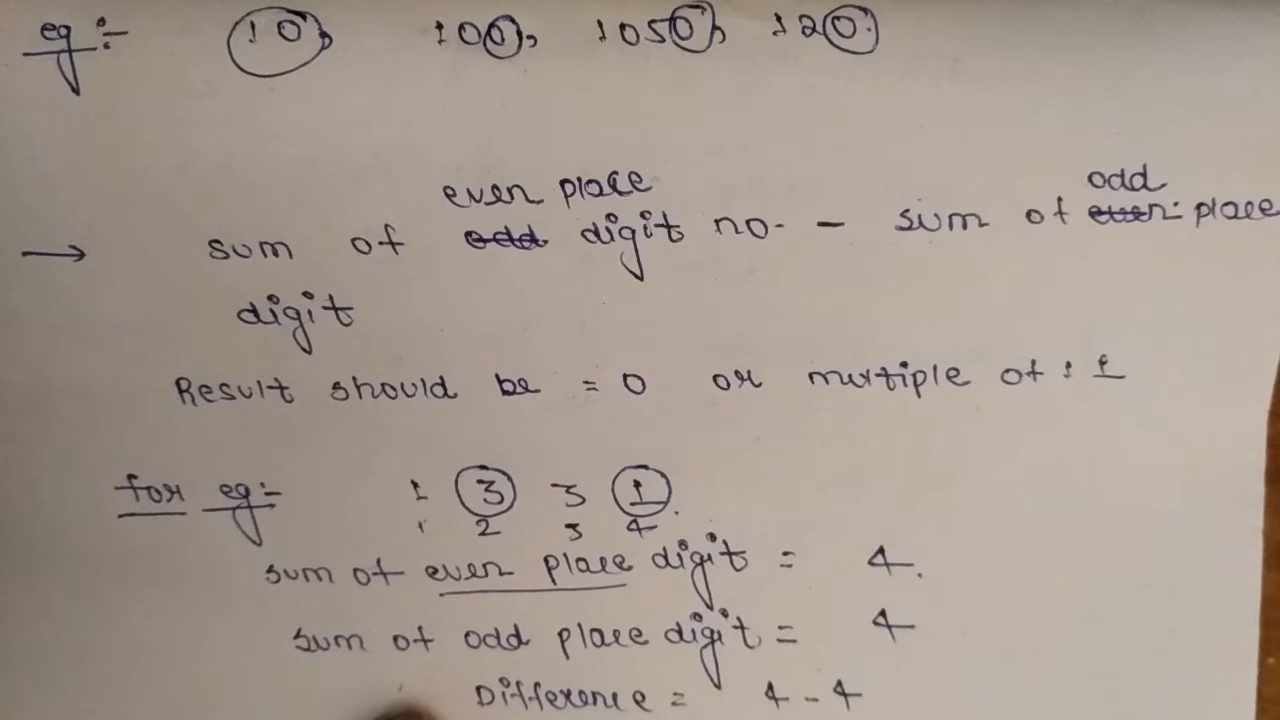 eg :- 10, 100, 1050, 120.
even place odd
→ sum of odd digit no. - sum of even. place
digit
Result should be = 0 or multiple of 11
for eg:- 1 3 3 1.
1 2 3 4
sum of even place digit = 4.
sum of odd place digit = 4
Difference = 4 - 4